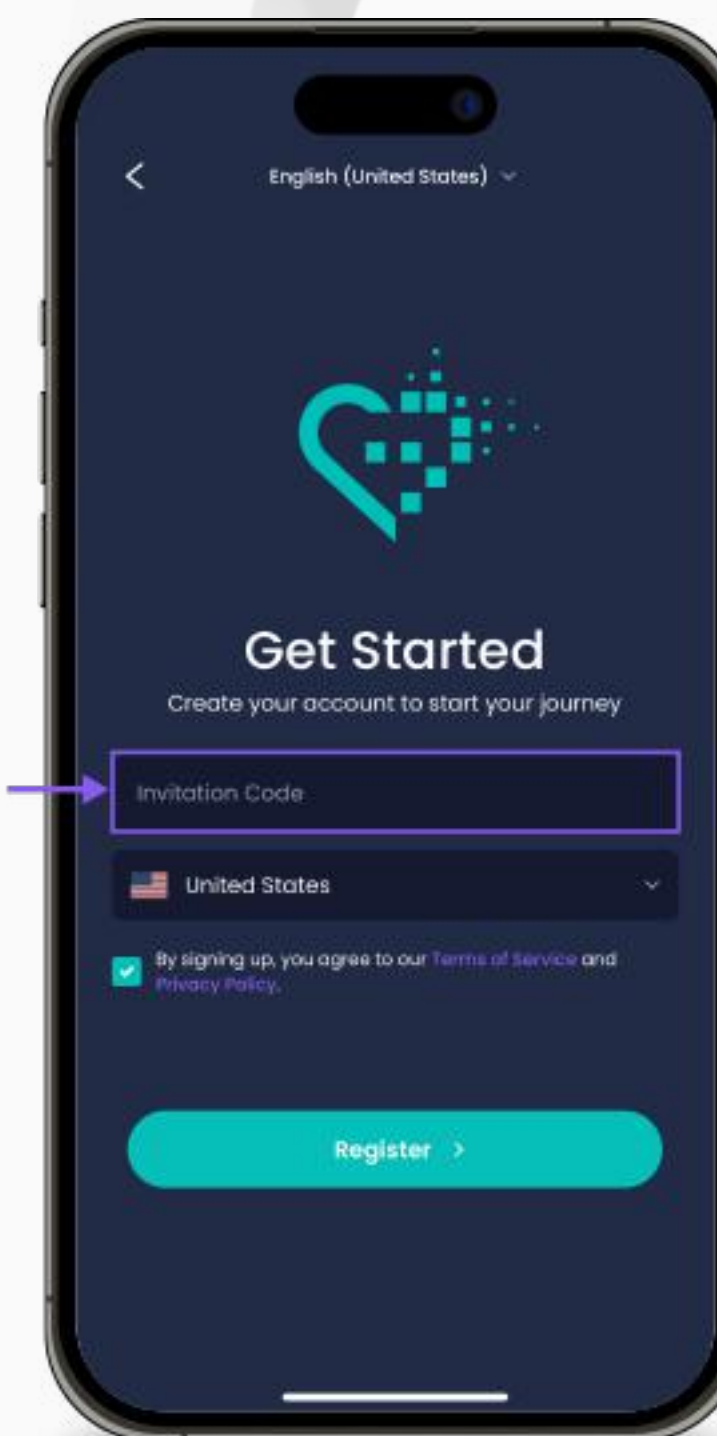 English (United States)
Get Started
Create your account to start your journey
Invitation Code
United States
By signing up, you agree to our Terms of Service and
Privacy Policy.
Register